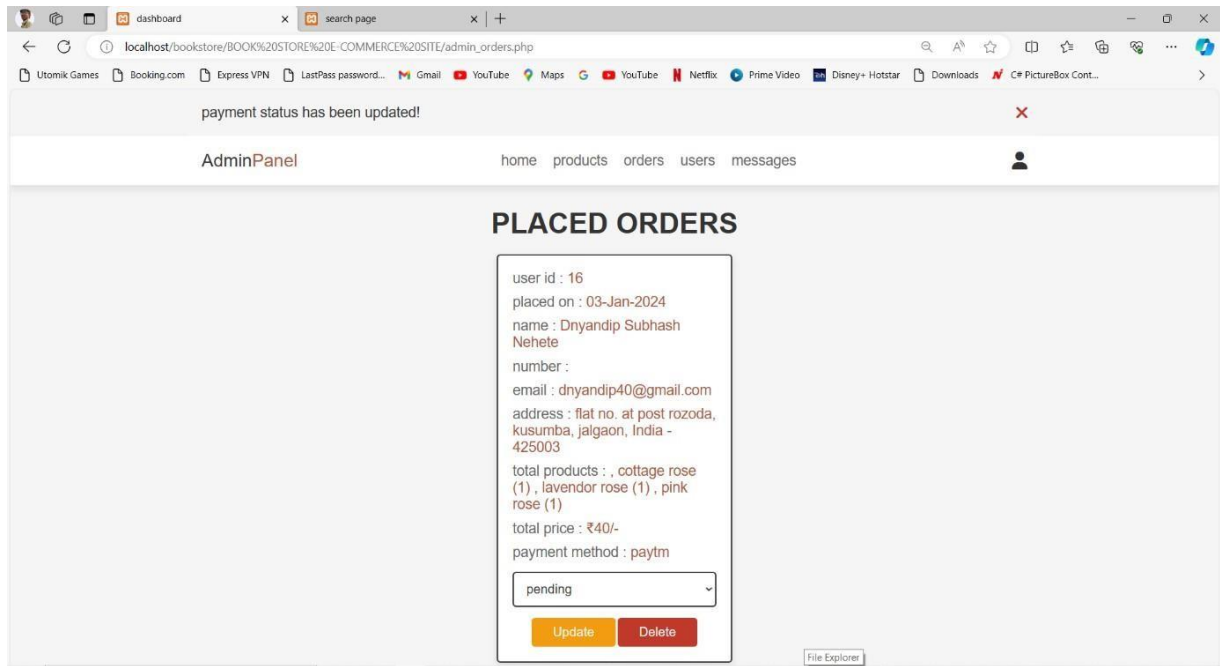 dashboard
search page
localhost/bookstore/BOOK%20STORE%20E-COMMERCE%20SITE/admin_orders.php
Utomik Games Booking.com Express VPN LastPass password... Gmail YouTube Maps YouTube Netflix Prime Video Disney+ Hotstar Downloads C# PictureBox Cont...
payment status has been updated!
AdminPanel
home products orders users messages
PLACED ORDERS
user id : 16
placed on : 03-Jan-2024
name : Dnyandip Subhash
Nehete
number :
email : dnyandip40@gmail.com
address : flat no. at post rozoda,
kusumba, jalgaon, India -
425003
total products : , cottage rose
(1) , lavendor rose (1) , pink
rose (1)
total price : ₹40/-
payment method : paytm
pending
Update Delete
File Explorer